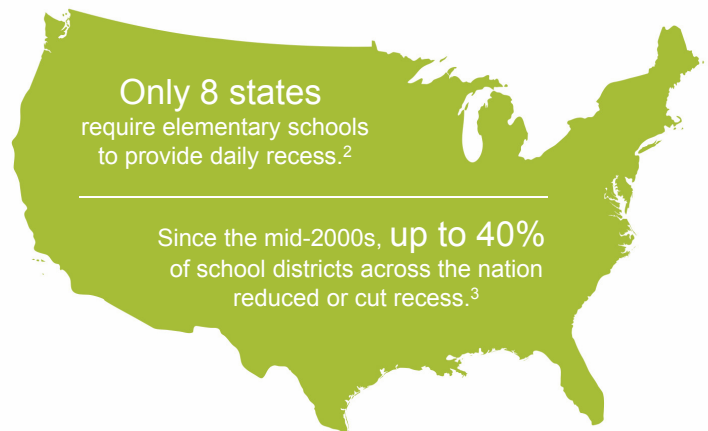 Only 8 states
require elementary schools
to provide daily recess.²
Since the mid-2000s, up to 40%
of school districts across the nation
reduced or cut recess.³